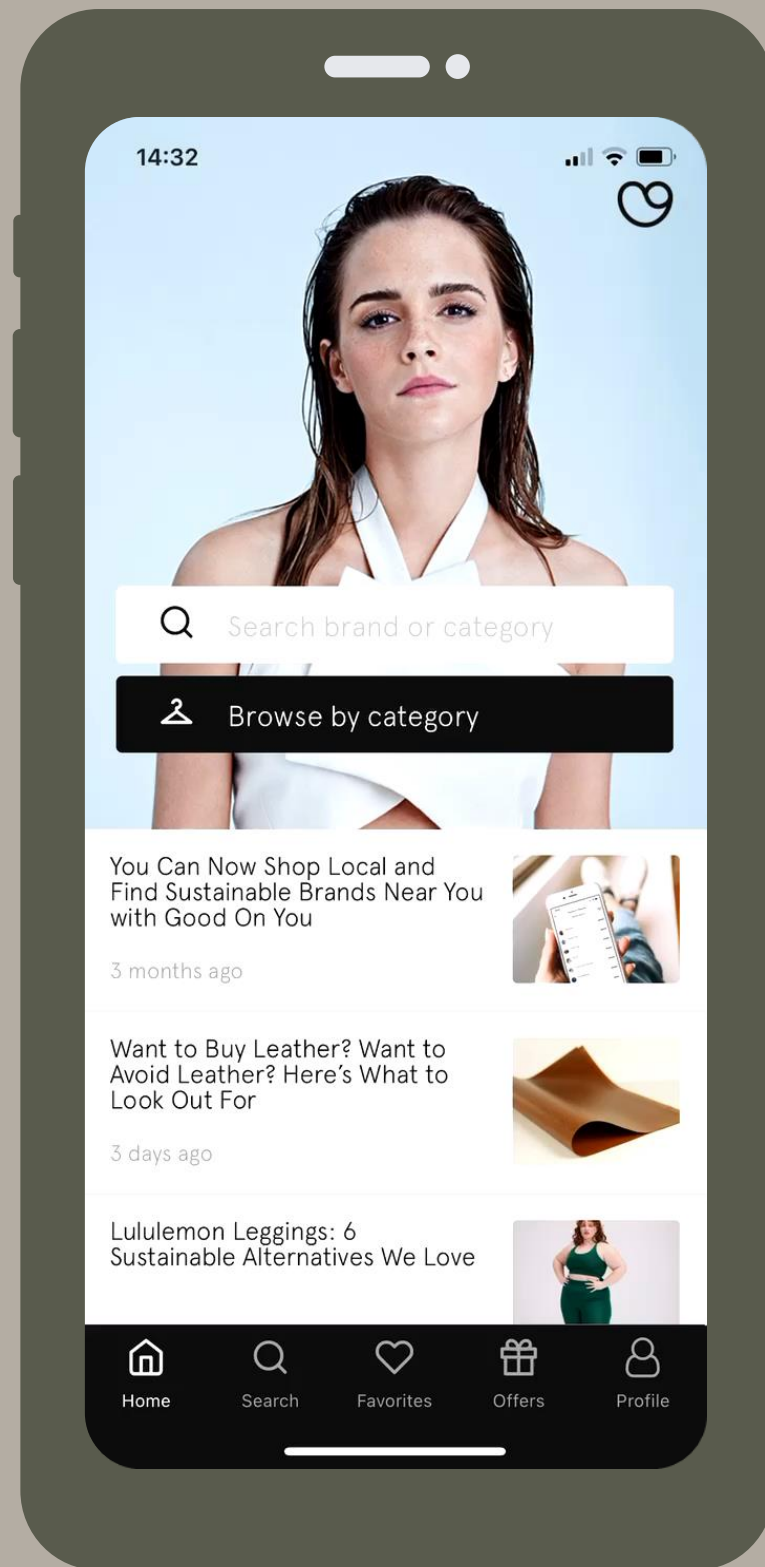 14:32
Search brand or category
Browse by category
You Can Now Shop Local and
Find Sustainable Brands Near You
with Good On You
3 months ago
Want to Buy Leather? Want to
Avoid Leather? Here's What to
Look Out For
3 days ago
Lululemon Leggings: 6
Sustainable Alternatives We Love
Home
Search
Favorites
Offers
Profile